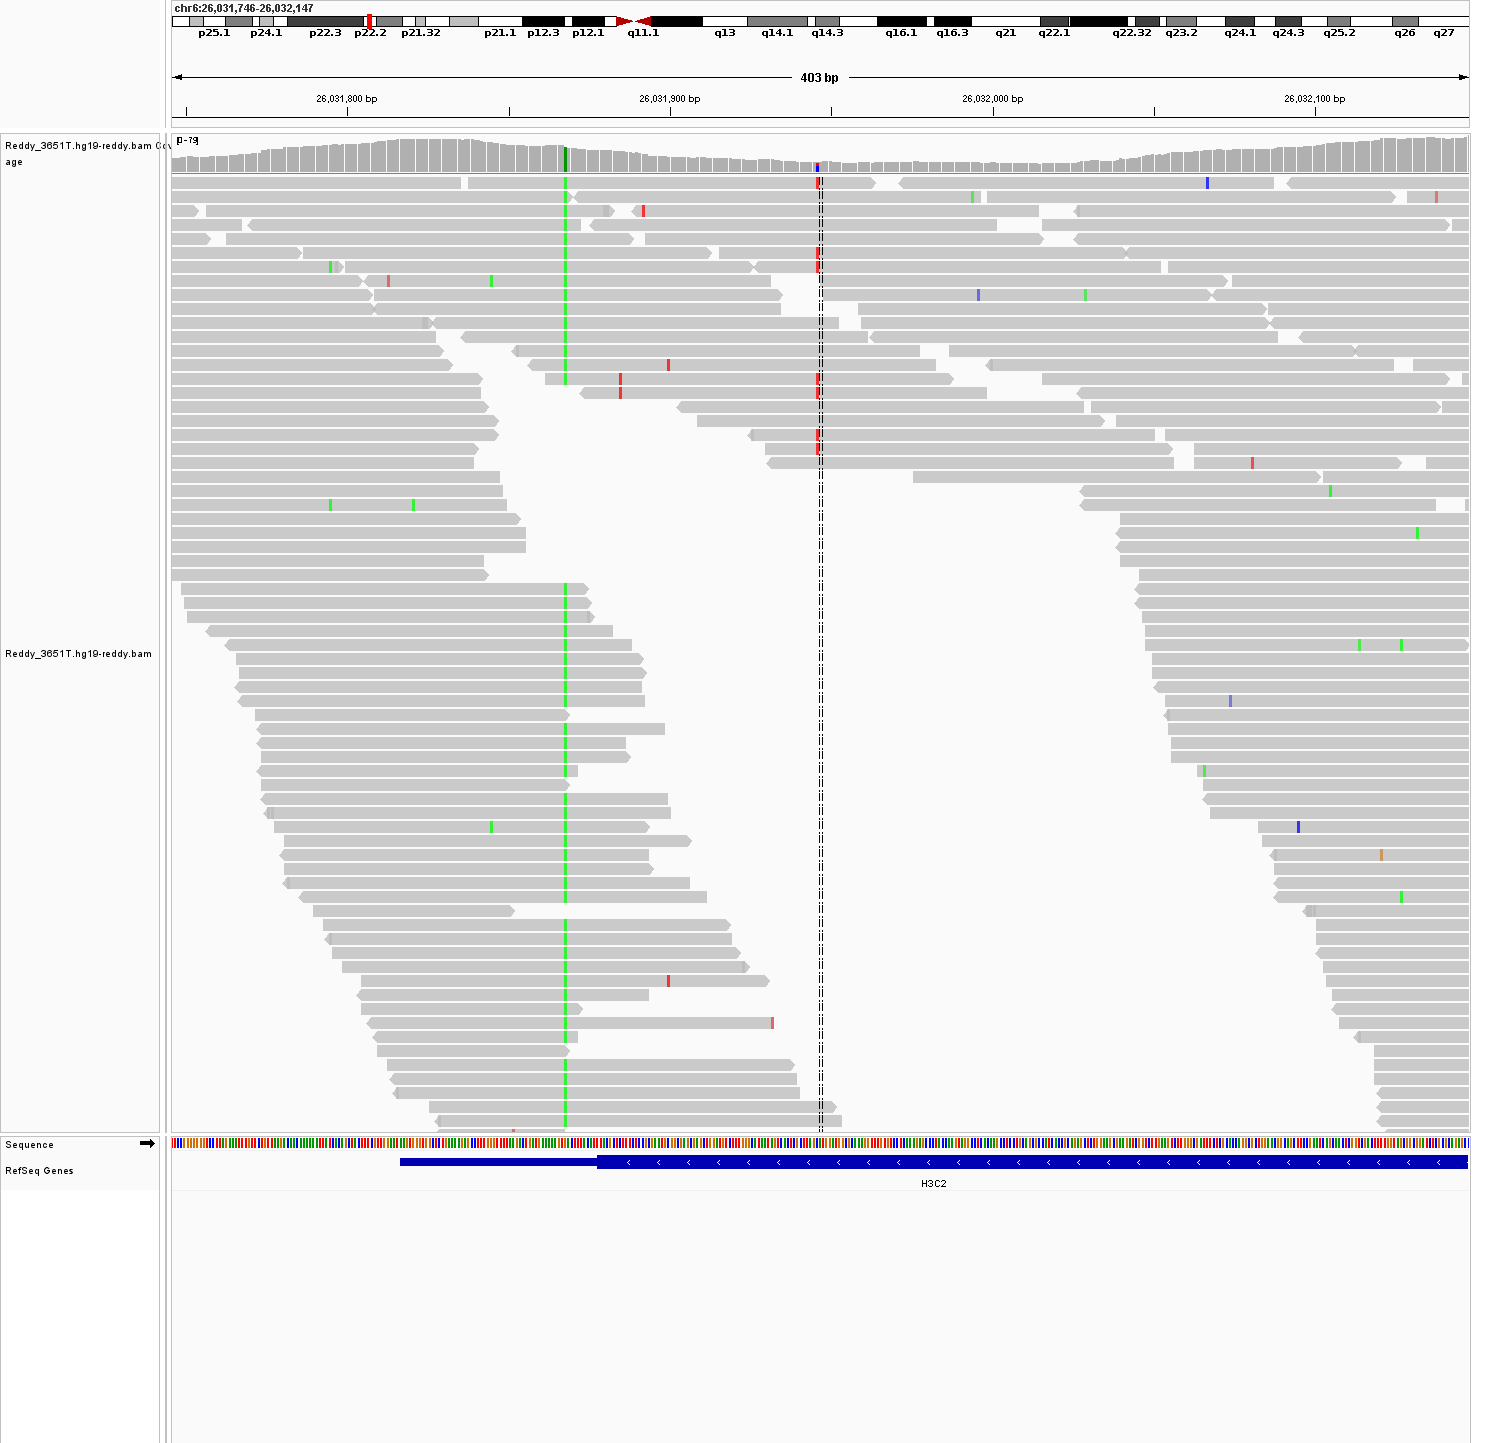 chr6:26,031,746-26,032,147
p25.1 p24.1 p22.3 p22.2 p21.32 p21.1 p12.3 p12.1 q11.1 q13 q14.1 q14.3 q16.1 q16.3 q21 q22.1 q22.32 q23.2 q24.1 q24.3 q25.2 q26 q27
403 bp
26,031,800 bp 26,031,900 bp 26,032,000 bp 26,032,100 bp
[0-79]
Reddy_3651T.hg19-reddy.bam Cov
age
Reddy_3651T.hg19-reddy.bam
Sequence
RefSeq Genes
H3C2